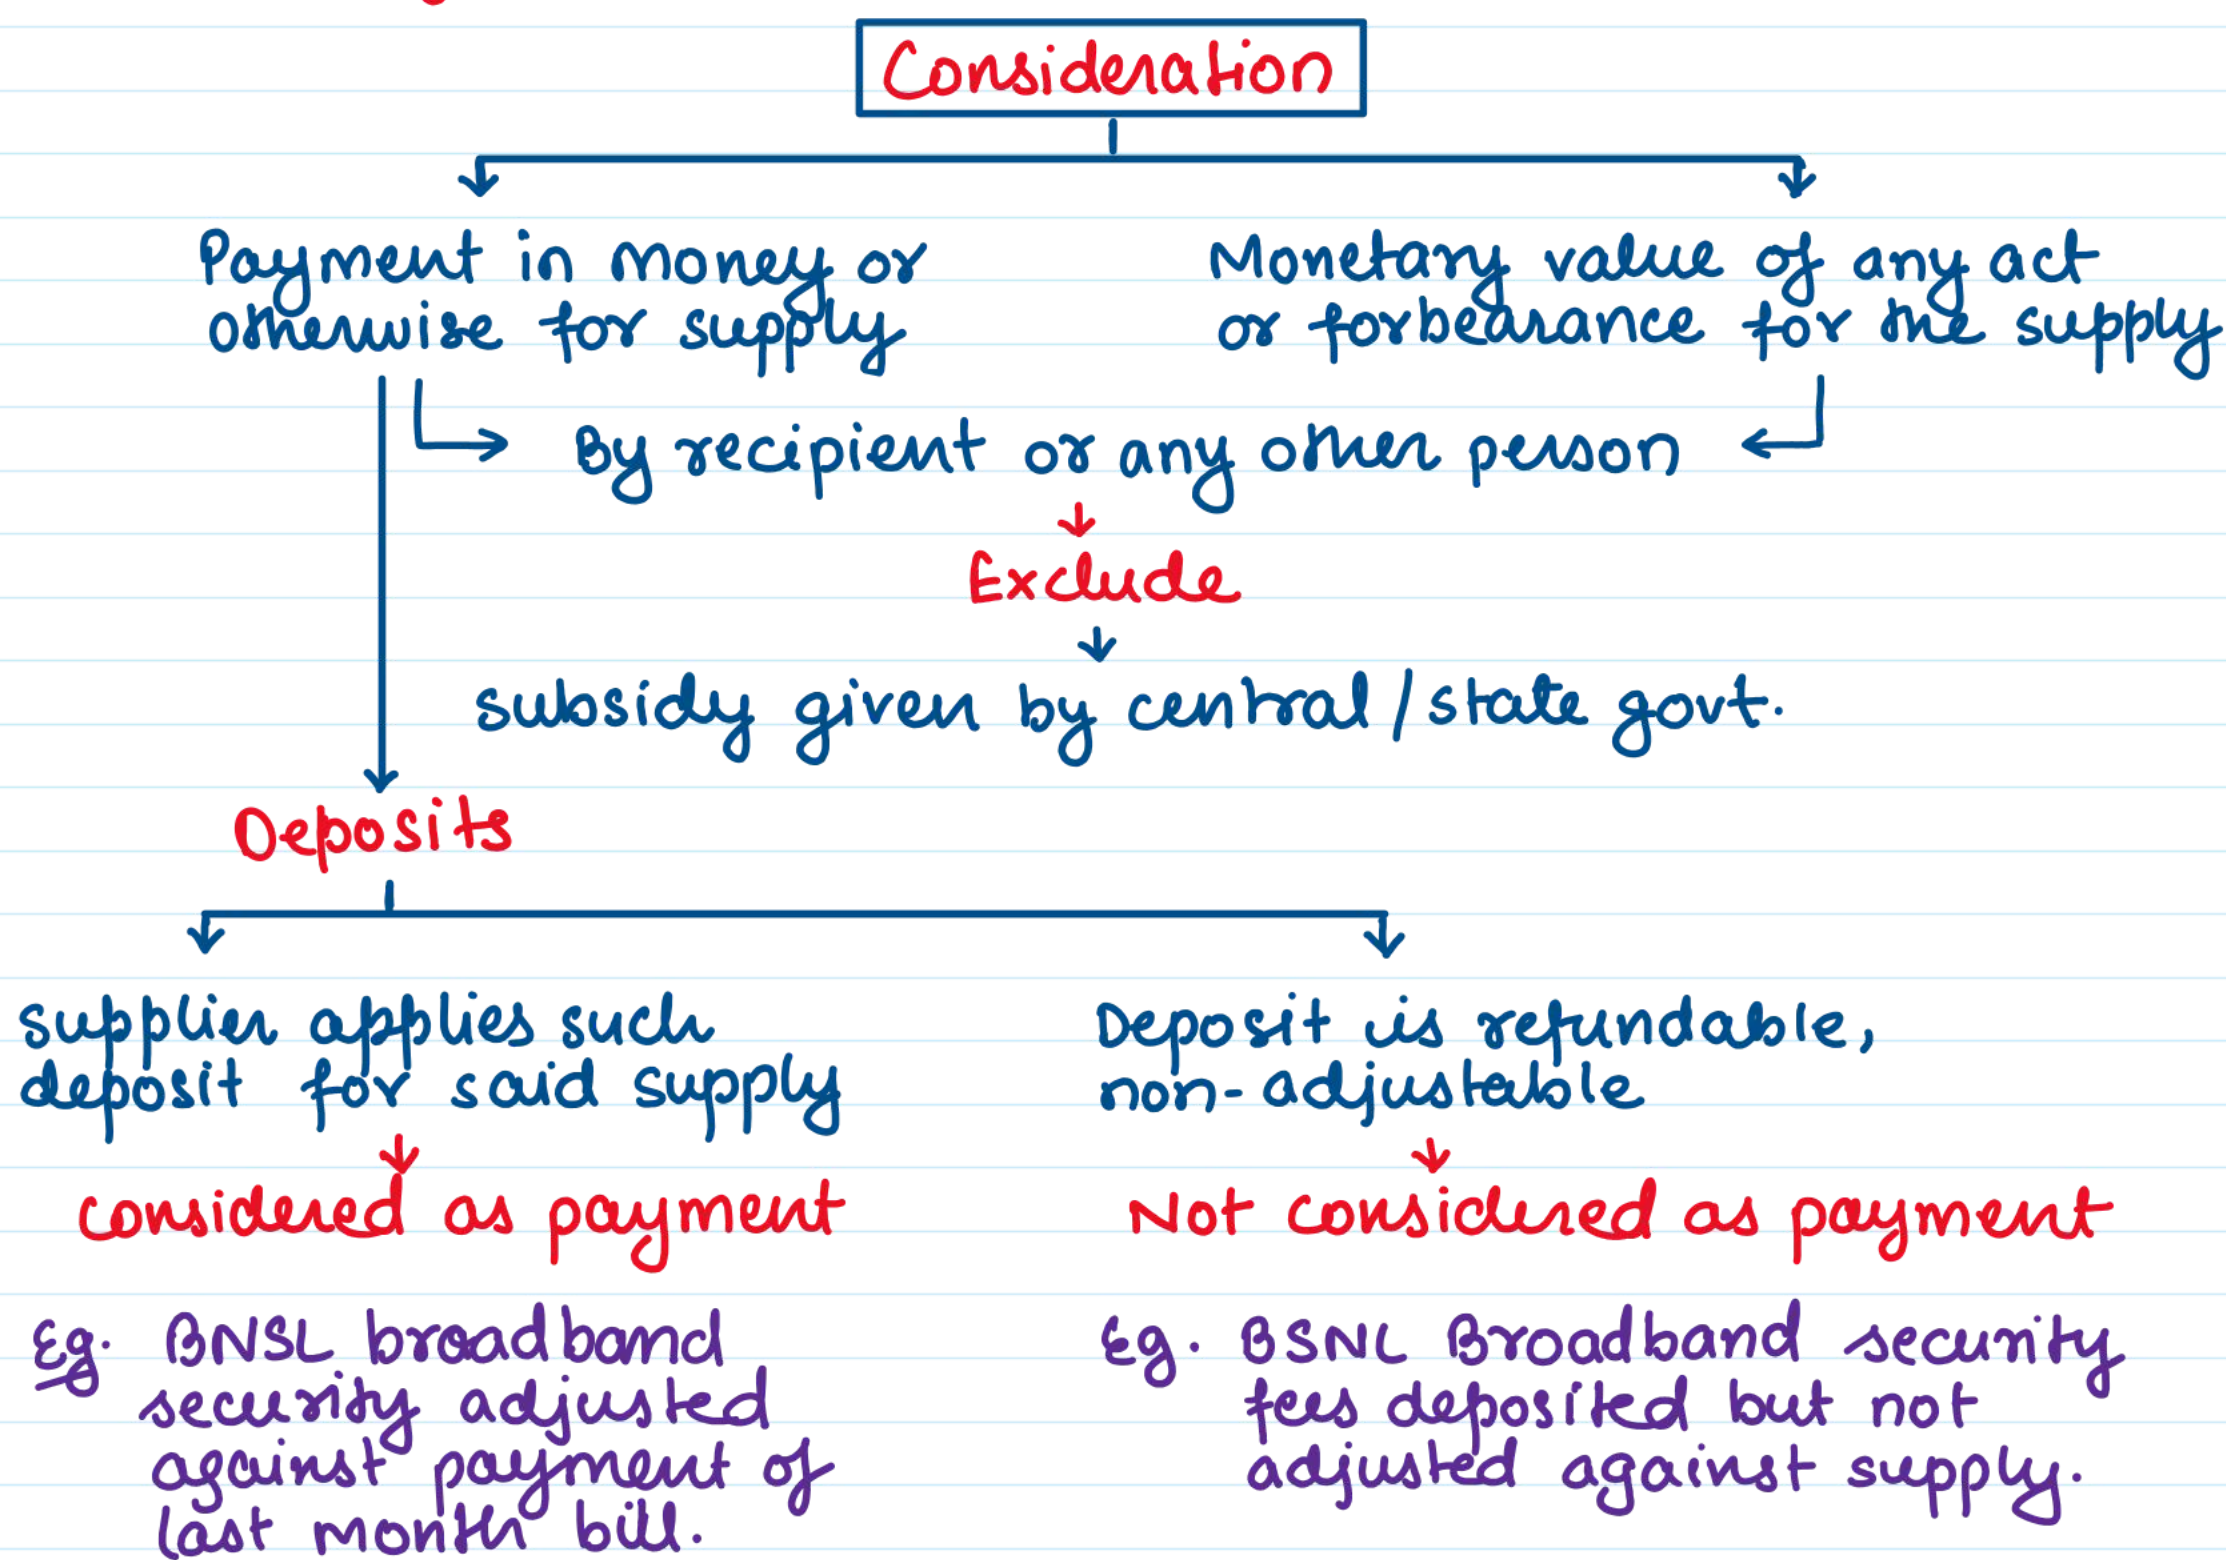 Consideration
Payment in money or
otherwise for supply
Monetary value of any act
or forbearance for the supply
By recipient or any other person
Exclude
subsidy given by central/state govt.
Deposits
supplier applies such
deposit for said supply
considered as payment
Eg. BNSL broadband
security adjusted
against payment of
last month bill.
Deposit is refundable,
non-adjustable
Not considered as payment
Eg. BSNL Broadband security
fees deposited but not
adjusted against supply.